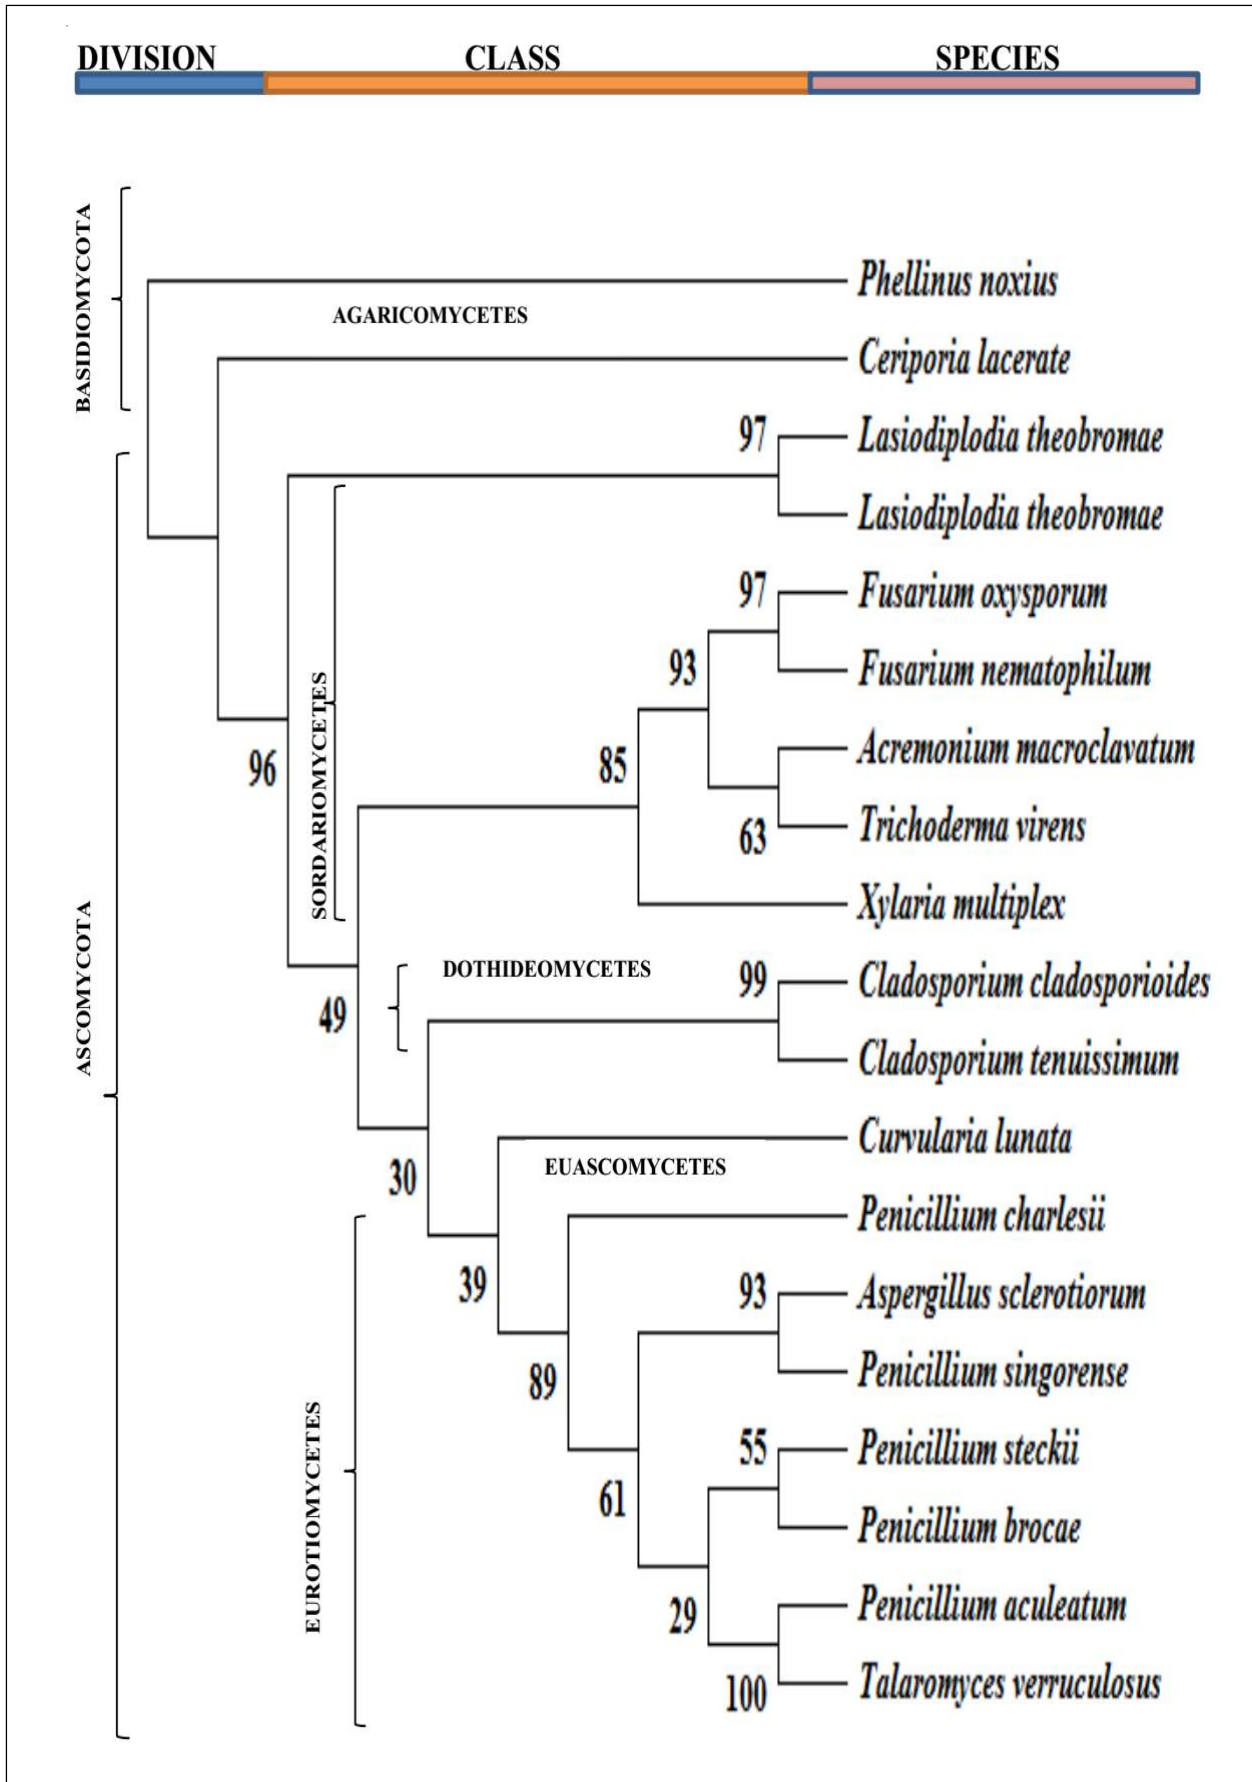 DIVISION CLASS SPECIES
BASIDIOMYCOTA
Phellinus noxius
AGARICOMYCETES
Ceriporia lacerate
97
Lasiodiplodia theobromae
Lasiodiplodia theobromae
97
Fusarium oxysporum
93
Fusarium nematophilum
SORDARIOMYCETES
96
85
Acremonium macroclavatum
63
Trichoderma virens
Xylaria multiplex
ASCOMYCOTA
DOTHIDEOMYCETES
99
Cladosporium cladosporioides
49
Cladosporium tenuissimum
Curvularia lunata
30
EUASCOMYCETES
Penicillium charlesii
39
93
Aspergillus sclerotiorum
89
Penicillium singorense
EUROTIOMYCETES
55
Penicillium steckii
61
Penicillium brocae
29
Penicillium aculeatum
100
Talaromyces verruculosus